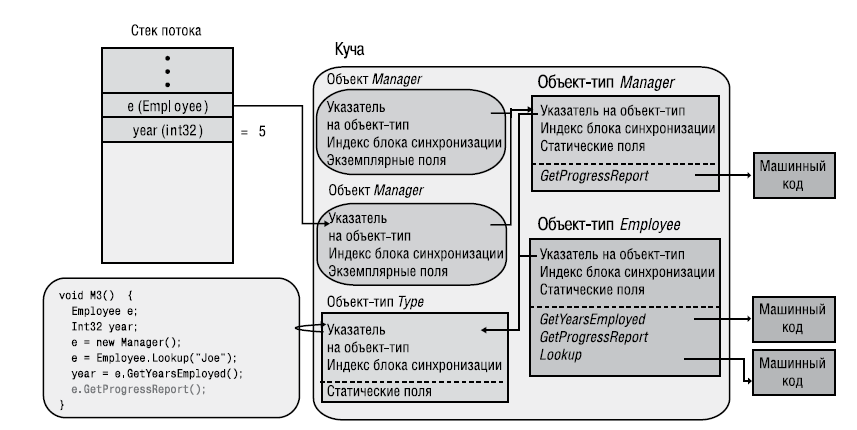 Стек потока
e (Employee)
year (int32)
= 5
Куча
Объект Manager
Указатель
на объект-тип
Индекс блока синхронизации
Экземплярные поля
Объект Manager
Указатель
на объект-тип
Индекс блока синхронизации
Экземплярные поля
Объект-тип Type
Указатель
на объект-тип
Индекс блока синхронизации
Статические поля
Объект-тип Manager
Указатель на объект-тип
Индекс блока синхронизации
Статические поля
GetProgressReport
Машинный
код
Объект-тип Employee
Указатель на объект-тип
Индекс блока синхронизации
Статические поля
GetYearsEmployed
GetProgressReport
Lookup
Машинный
код
Машинный
код
void M3() {
Employee e;
Int32 year;
e = new Manager();
e = Employee.Lookup("Joe");
year = e.GetYearsEmployed();
e.GetProgressReport();
}